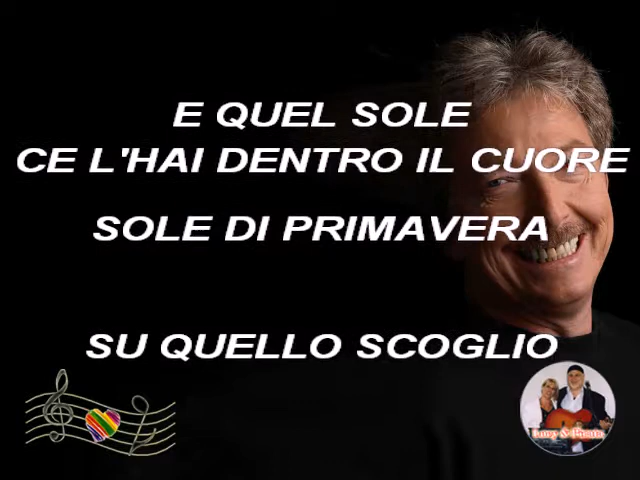 E QUEL SOLE
CE L'HAI DENTRO IL CUORE
SOLE DI PRIMAVERA
SU QUELLO SCOGLIO